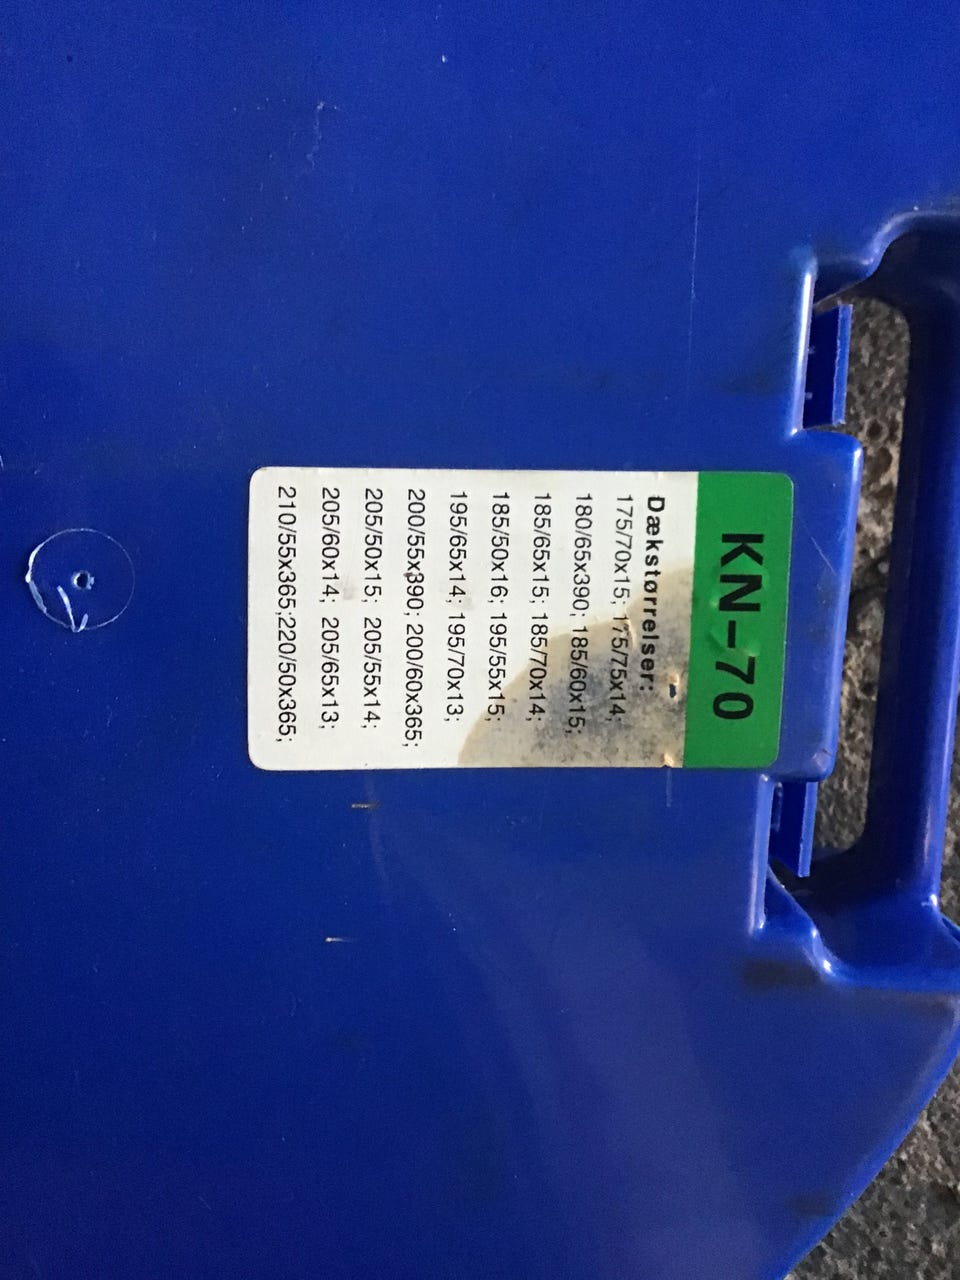 KN-70
Dækstørrelser:
175/70x15; 175/75x14;
180/65x390; 185/60x15;
185/65x15; 185/70x14;
185/50x16; 195/55x15;
195/65x14; 195/70x13;
200/55x390; 200/60x365;
205/50x15; 205/55x14;
205/60x14; 205/65x13;
210/55x365;220/50x365;